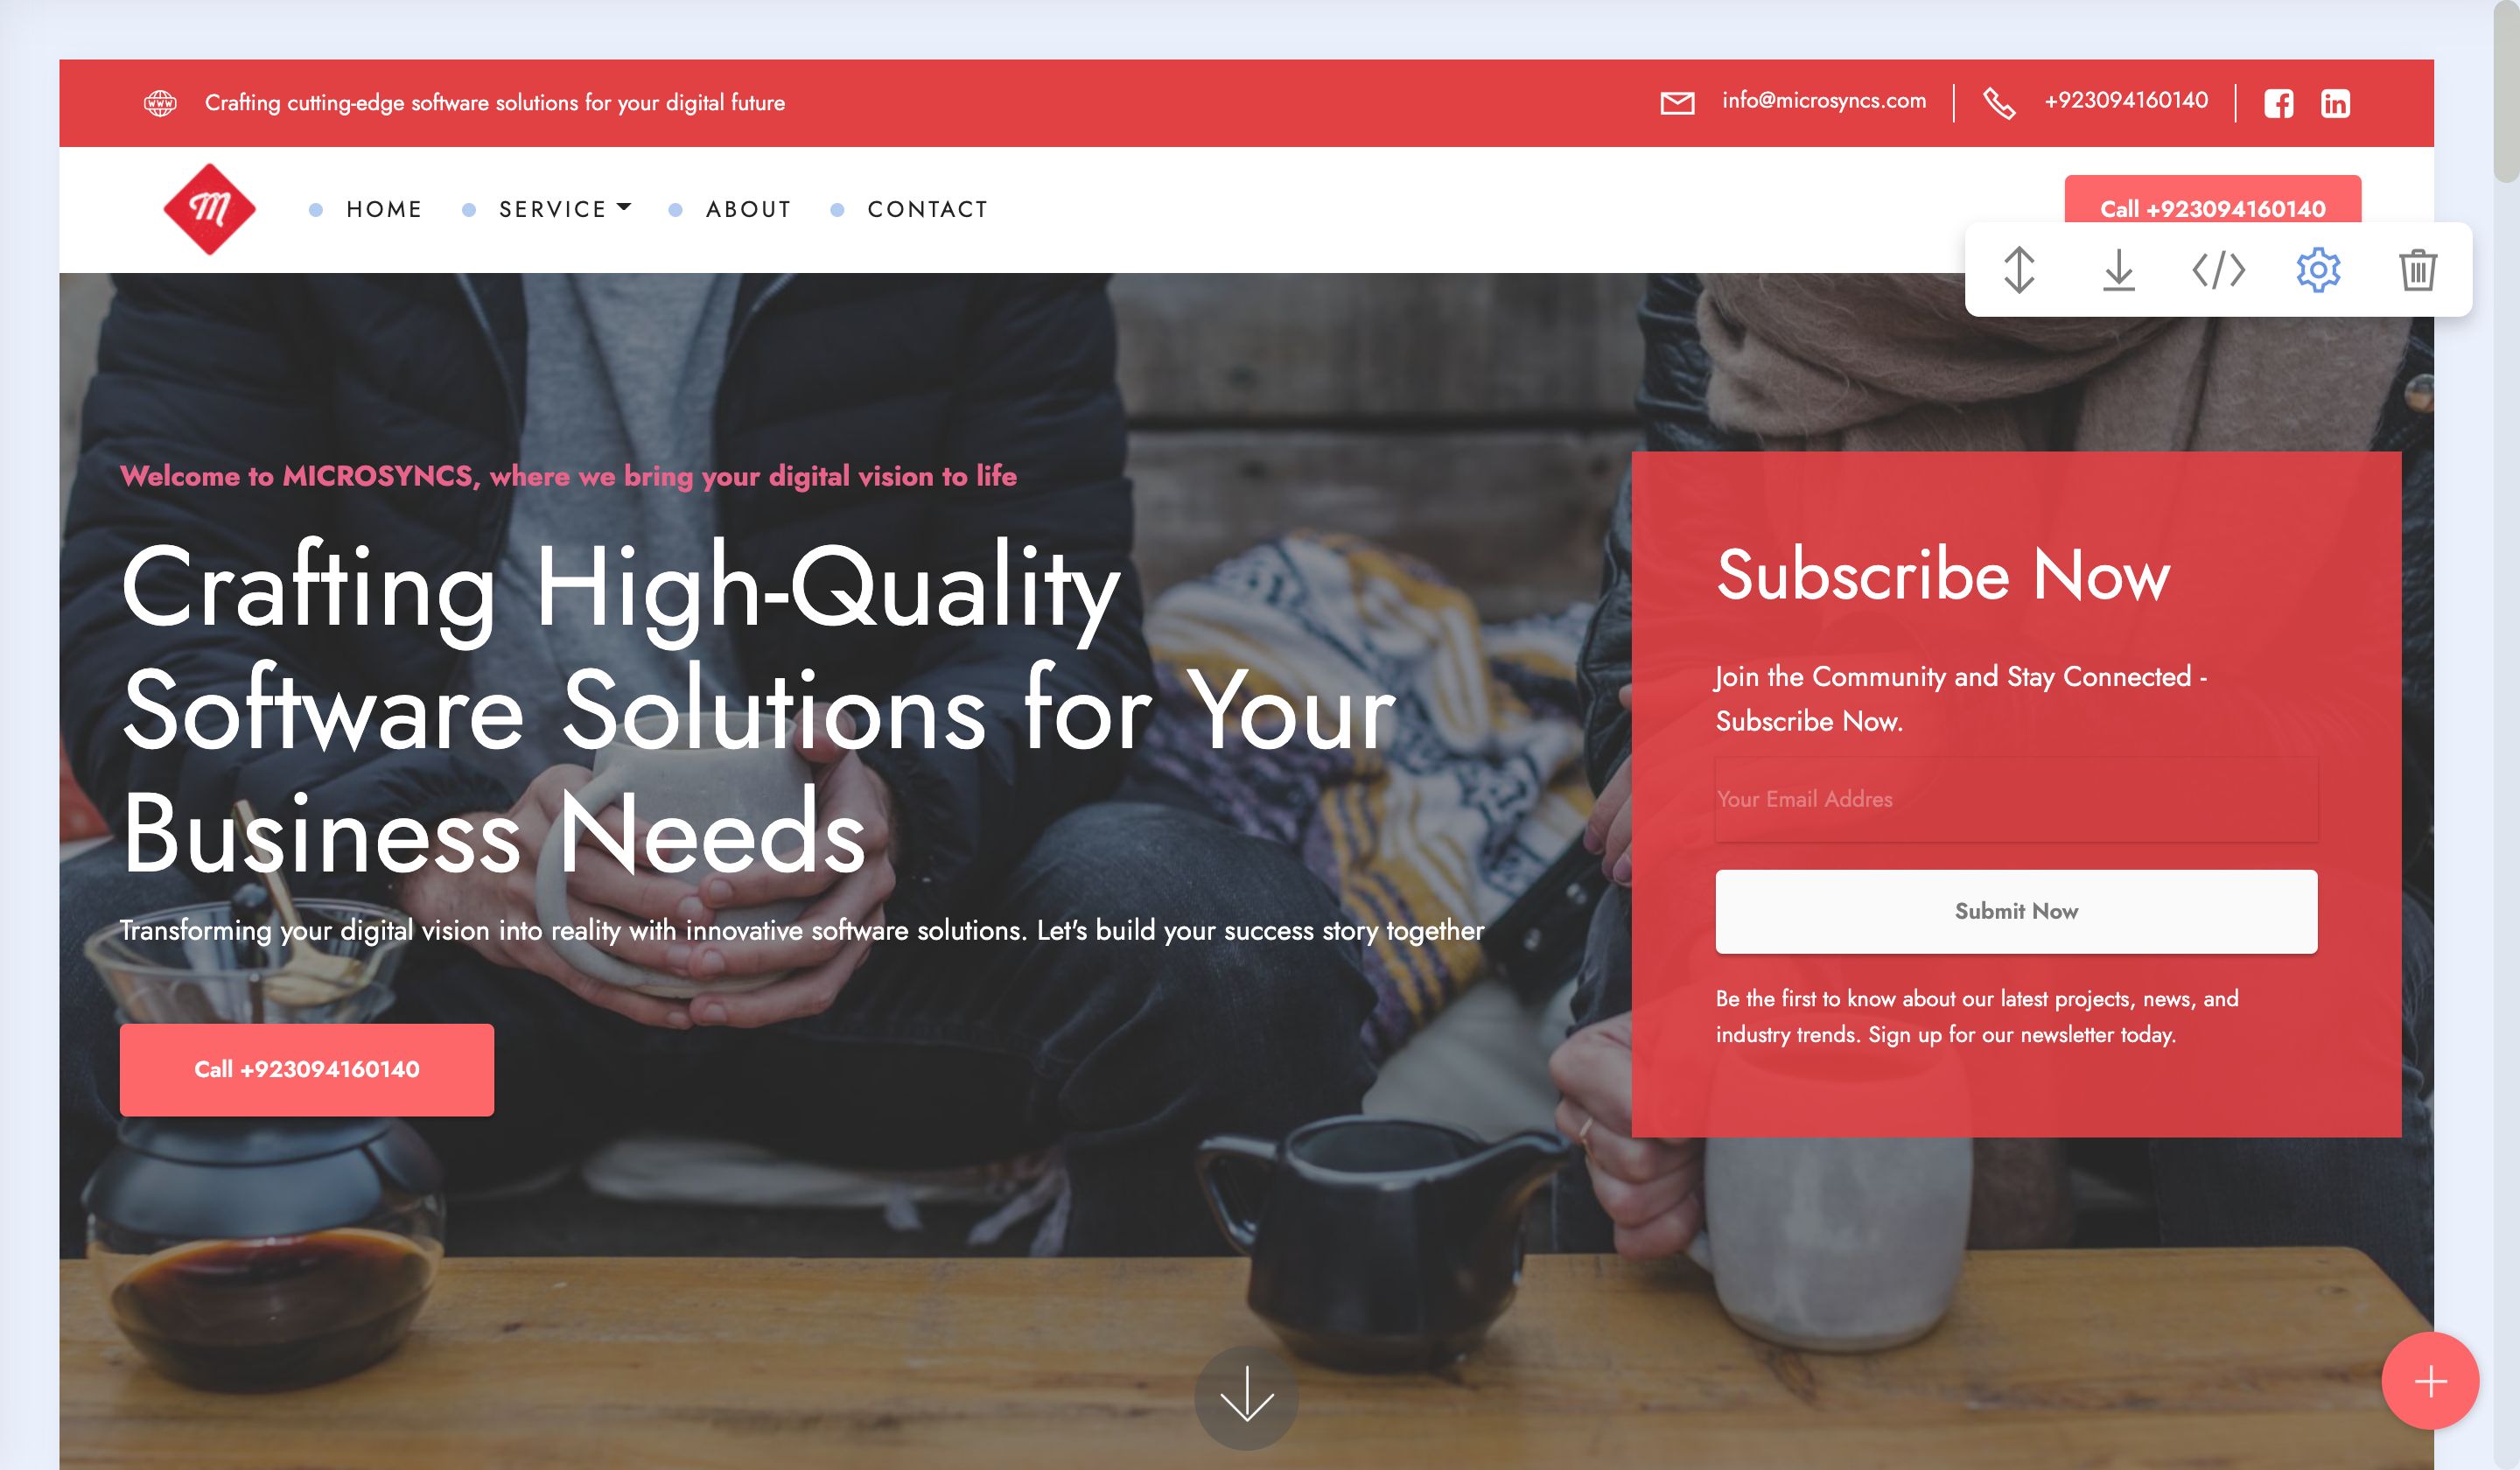 WWW
Crafting cutting-edge software solutions for your digital future
info@microsyncs.com
+923094160140
in
M
HOME
SERVICE
ABOUT
CONTACT
Call +923094160140
Welcome to MICROSYNCS, where we bring your digital vision to life
Crafting High-Quality
Software Solutions for Your
Business Needs
Transforming your digital vision into reality with innovative software solutions. Let's build your success story together
Call +923094160140
Subscribe Now
Join the Community and Stay Connected -
Subscribe Now.
Your Email Addres
Submit Now
Be the first to know about our latest projects, news, and
industry trends. Sign up for our newsletter today.